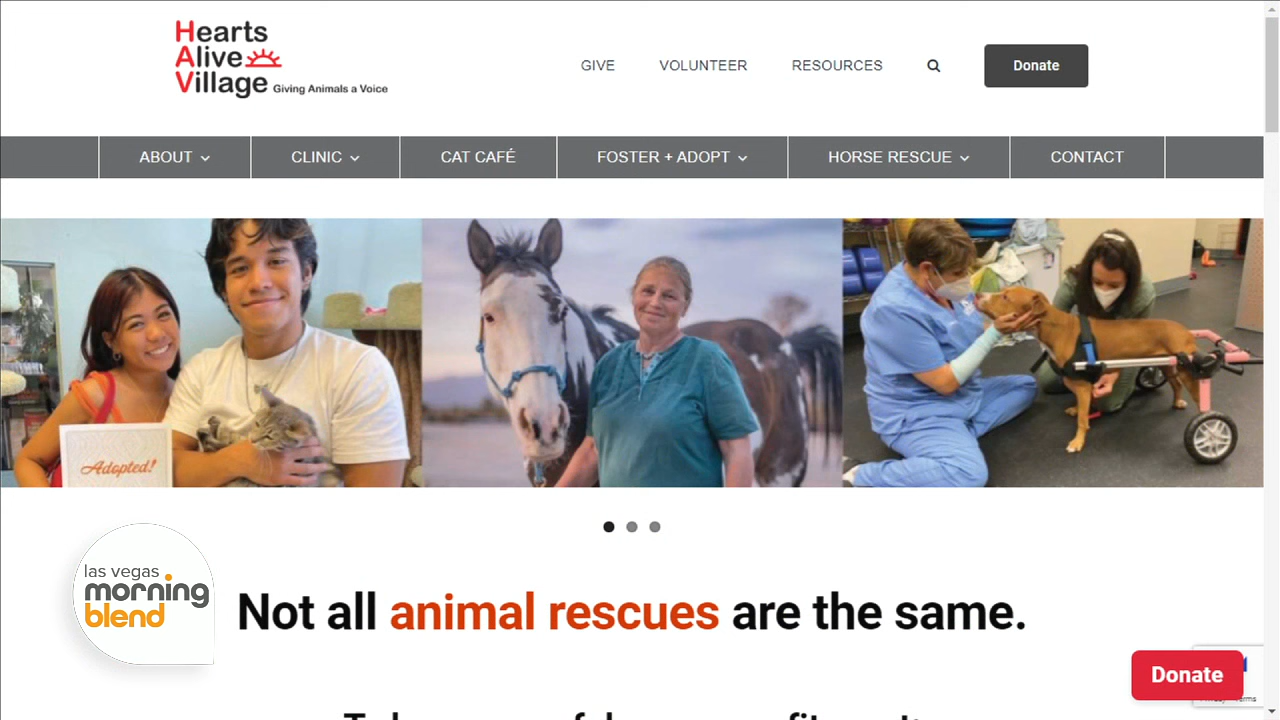 Hearts
Alive
Village Giving Animals a Voice
GIVE VOLUNTEER RESOURCES Donate
ABOUT CLINIC CAT CAFÉ FOSTER + ADOPT HORSE RESCUE CONTACT
Adopted!
las vegas
morning
blend
Not all animal rescues are the same.
Donate